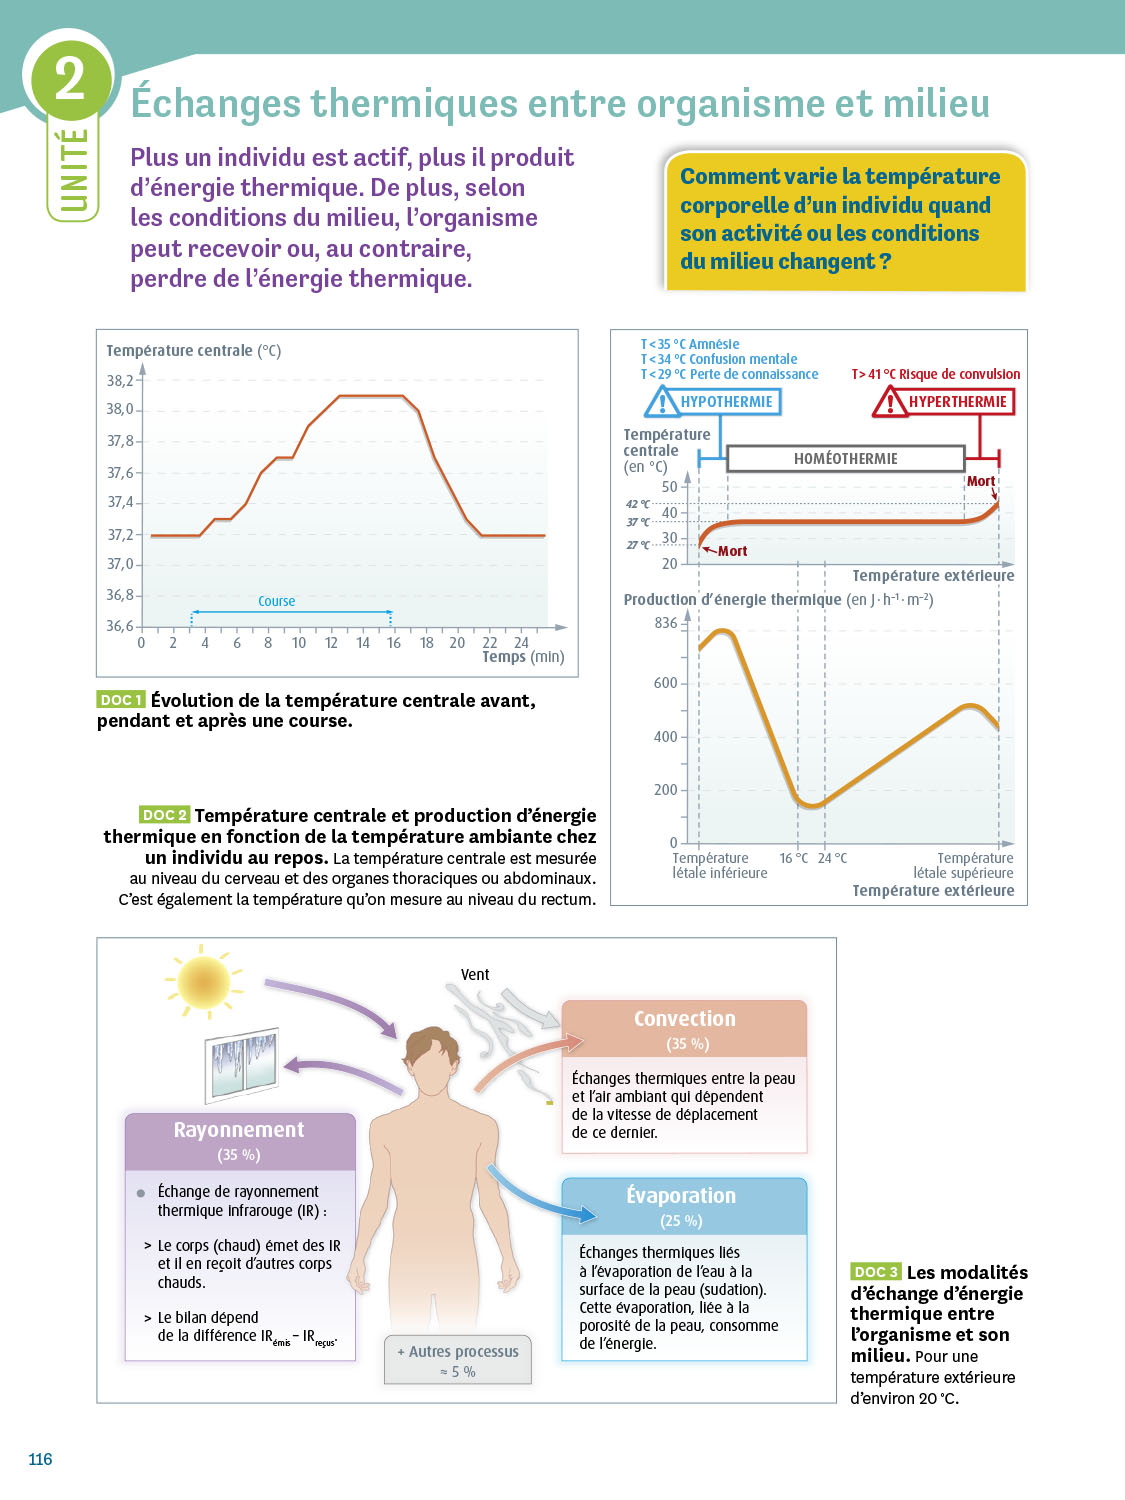 2
UNITÉ
Échanges thermiques entre organisme et milieu
Plus un individu est actif, plus il produit
d’énergie thermique. De plus, selon
les conditions du milieu, l’organisme
peut recevoir ou, au contraire,
perdre de l’énergie thermique.
Comment varie la température
corporelle d’un individu quand
son activité ou les conditions
du milieu changent ?
Température centrale (°C)
38,2
38,0
37,8
37,6
37,4
37,2
37,0
36,8
36,6
Course
0 2 4 6 8 10 12 14 16 18 20 22 24
Temps (min)
DOC 1 Évolution de la température centrale avant,
pendant et après une course.
T < 35 °C Amnésie
T < 34 °C Confusion mentale
T < 29 °C Perte de connaissance
T > 41 °C Risque de convulsion
HYPOTHERMIE
HYPERTHERMIE
Température
centrale
(en °C)
HOMÉOTHERMIE
50
42 °C
40
37 °C
30
27 °C
20
Mort
Mort
Température extérieure
Production d’énergie thermique (en J·h⁻¹·m⁻²)
836
600
400
200
0
Température
létale inférieure
16 °C 24 °C
Température
létale supérieure
Température extérieure
DOC 2 Température centrale et production d’énergie
thermique en fonction de la température ambiante chez
un individu au repos. La température centrale est mesurée
au niveau du cerveau et des organes thoraciques ou abdominaux.
C’est également la température qu’on mesure au niveau du rectum.
Vent
Convection
(35 %)
Échanges thermiques entre la peau
et l’air ambiant qui dépendent
de la vitesse de déplacement
de ce dernier.
Rayonnement
(35 %)
• Échange de rayonnement
thermique infrarouge (IR) :
> Le corps (chaud) émet des IR
et il en reçoit d’autres corps
chauds.
> Le bilan dépend
de la différence IRémis – IRreçus.
Évaporation
(25 %)
Échanges thermiques liés
à l’évaporation de l’eau à la
surface de la peau (sudation).
Cette évaporation, liée à la
porosité de la peau, consomme
de l’énergie.
+ Autres processus
≈ 5 %
DOC 3 Les modalités
d’échange d’énergie
thermique entre
l’organisme et son
milieu. Pour une
température extérieure
d’environ 20 °C.
116